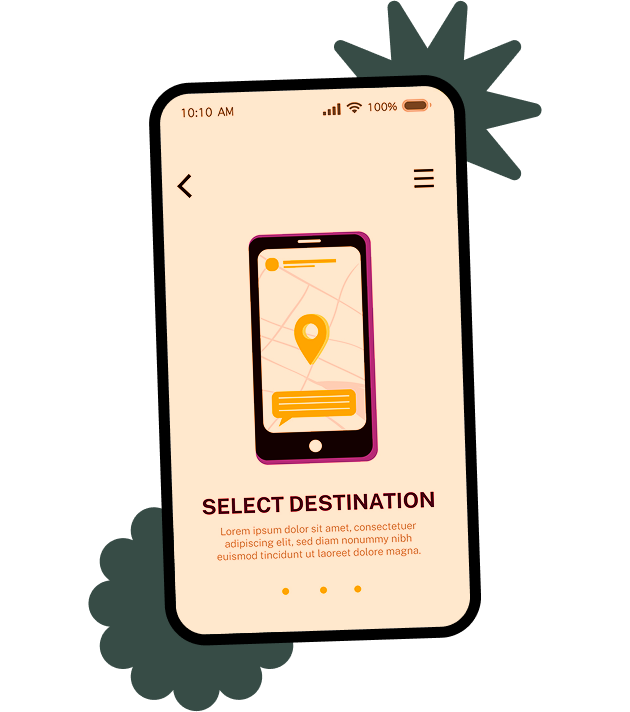 10:10 AM 100%
SELECT DESTINATION
Lorem ipsum dolor sit amet, consectetuer
adipiscing elit, sed diam nonummy nibh
euismod tincidunt ut laoreet dolore magna.